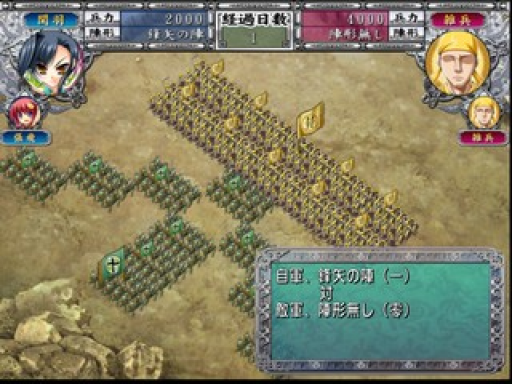 関羽 兵力 2000 経過日数 4000 兵力 雑兵
陣形 鋒矢の陣 1 陣形無し 陣形
張飛 雑兵
十
自軍、鋒矢の陣（一）
対
敵軍、陣形無し（零）